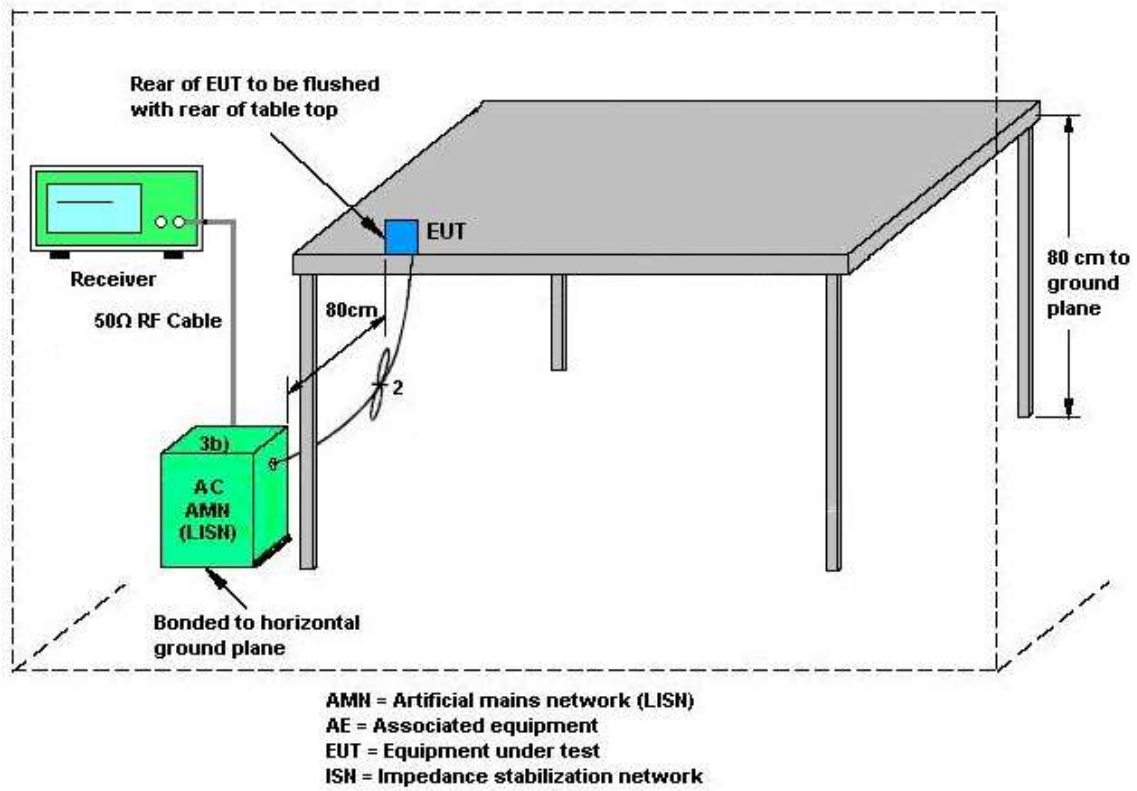 Rear of EUT to be flushed
with rear of table top
EUT
Receiver
50Ω RF Cable
80cm
80 cm to
ground
plane
2
3b)
AC
AMN
(LISN)
Bonded to horizontal
ground plane
AMN = Artificial mains network (LISN)
AE = Associated equipment
EUT = Equipment under test
ISN = Impedance stabilization network